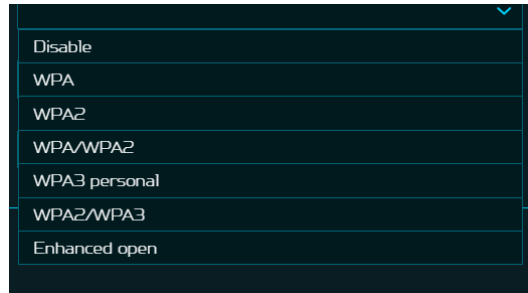 Disable
WPA
WPA2
WPA/WPA2
WPA3 personal
WPA2/WPA3
Enhanced open